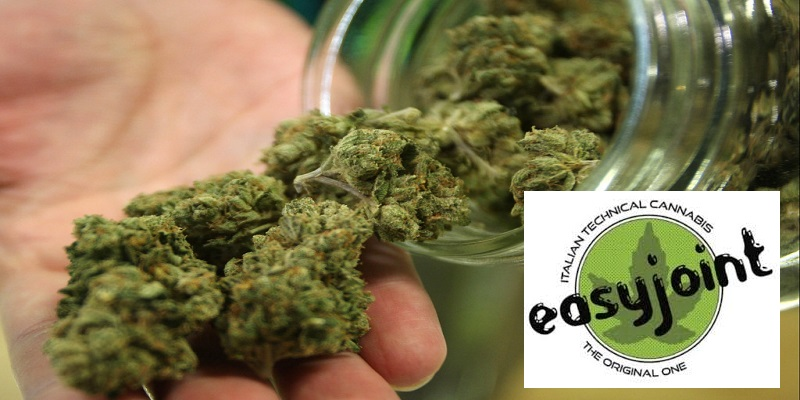 ITALIAN TECHNICAL CANNABIS
easyjoint
THE ORIGINAL ONE